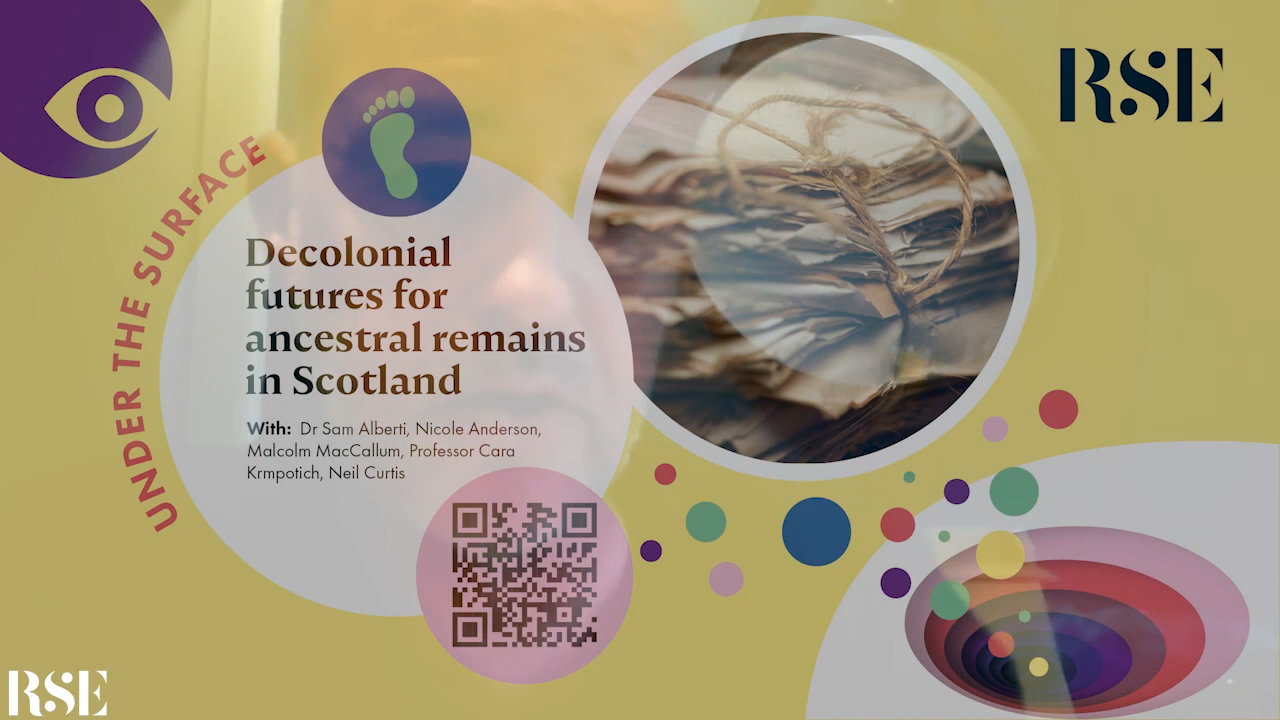 RSE
UNDER THE SURFACE
Decolonial
futures for
ancestral remains
in Scotland
With: Dr Sam Alberti, Nicole Anderson,
Malcolm MacCallum, Professor Cara
Krmpotich, Neil Curtis
RSE